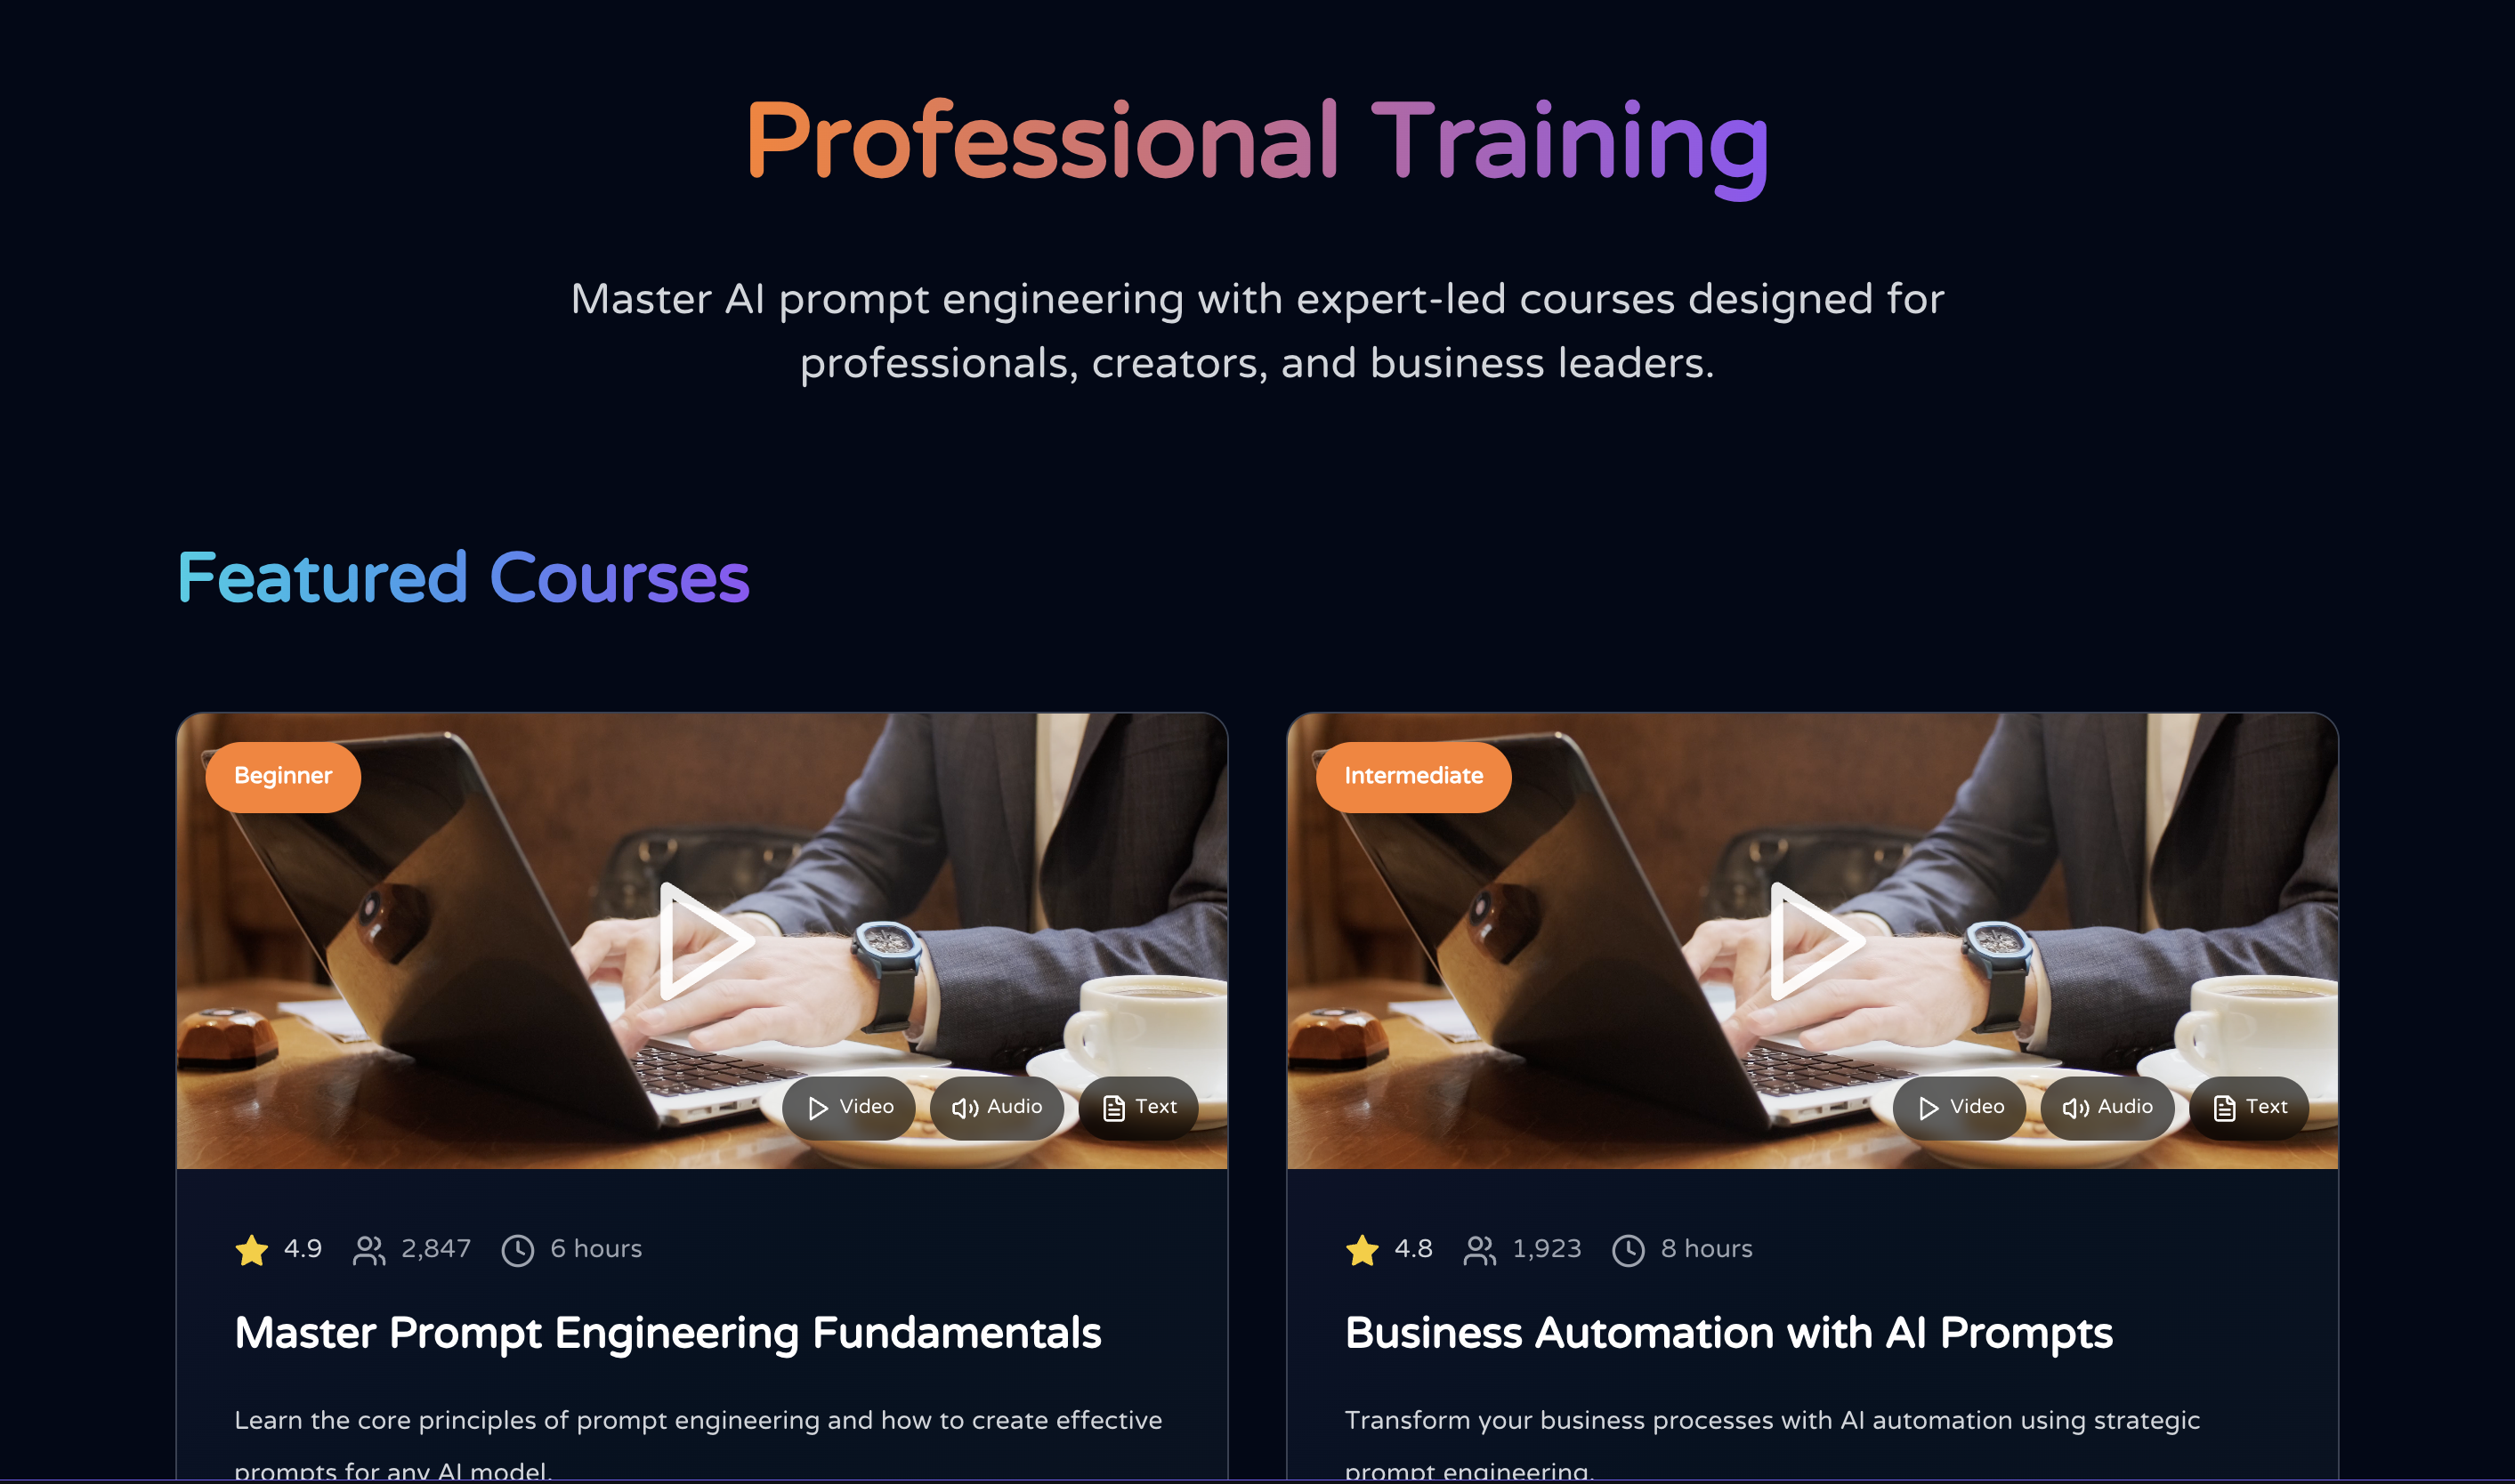 Professional Training
Master AI prompt engineering with expert-led courses designed for
professionals, creators, and business leaders.
Featured Courses
Beginner
Video
Audio
Text
4.9
2,847
6 hours
Master Prompt Engineering Fundamentals
Learn the core principles of prompt engineering and how to create effective
prompts for any AI model.
Intermediate
Video
Audio
Text
4.8
1,923
8 hours
Business Automation with AI Prompts
Transform your business processes with AI automation using strategic
prompt engineering.